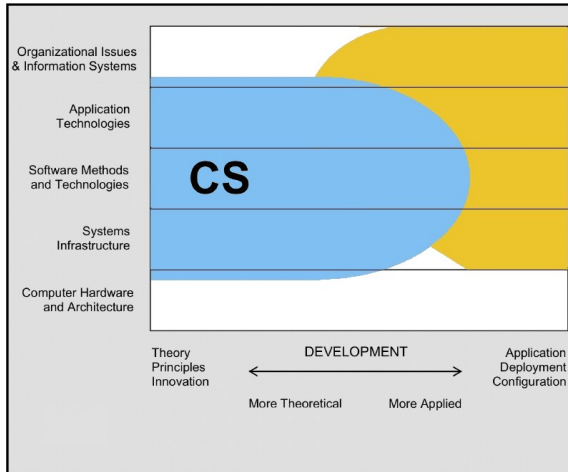 Organizational Issues
& Information Systems
Application
Technologies
Software Methods
and Technologies
CS
Systems
Infrastructure
Computer Hardware
and Architecture
Theory
Principles
Innovation
DEVELOPMENT
Application
Deployment
Configuration
More Theoretical
More Applied